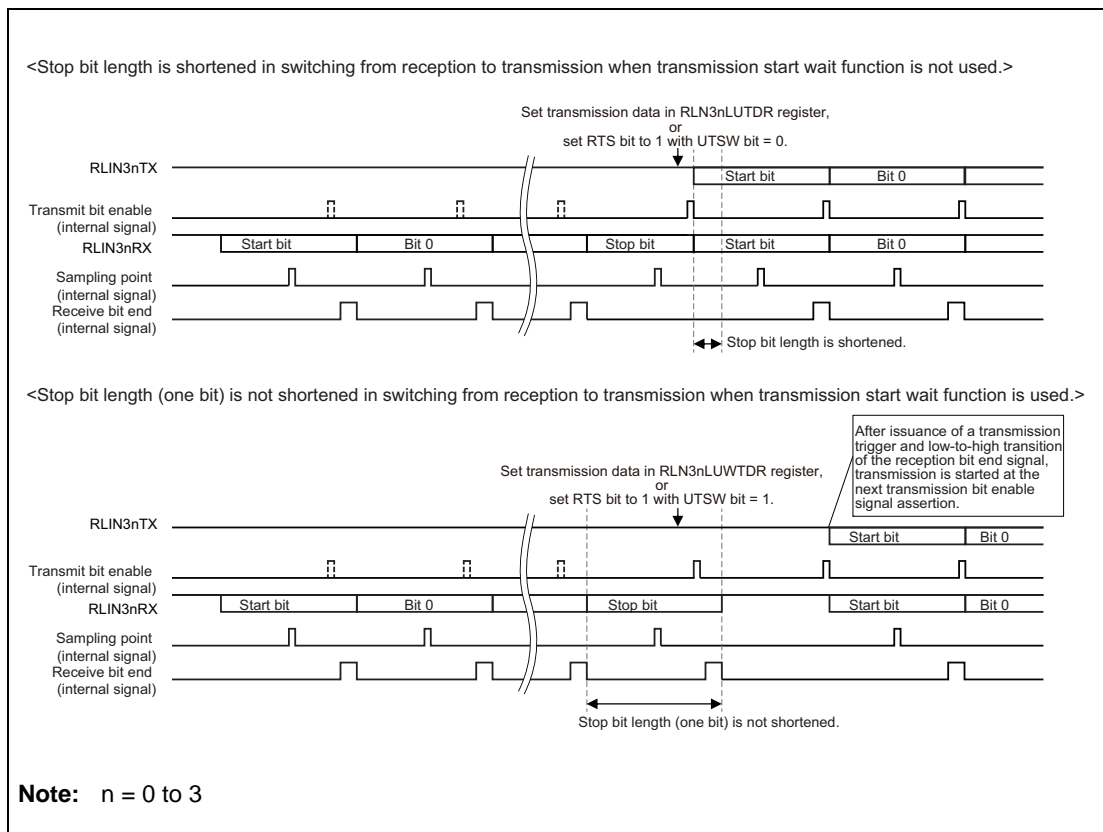 <Stop bit length is shortened in switching from reception to transmission when transmission start wait function is not used.>
Set transmission data in RLN3nLUTDR register,
or
set RTS bit to 1 with UTSW bit = 0.
RLIN3nTX
Start bit
Bit 0
Transmit bit enable
(internal signal)
RLIN3nRX
Start bit
Bit 0
Stop bit
Start bit
Bit 0
Sampling point
(internal signal)
Receive bit end
(internal signal)
Stop bit length is shortened.
<Stop bit length (one bit) is not shortened in switching from reception to transmission when transmission start wait function is used.>
After issuance of a transmission
trigger and low-to-high transition
of the reception bit end signal,
transmission is started at the
next transmission bit enable
signal assertion.
Set transmission data in RLN3nLUWTDR register,
or
set RTS bit to 1 with UTSW bit = 1.
RLIN3nTX
Start bit
Bit 0
Transmit bit enable
(internal signal)
RLIN3nRX
Start bit
Bit 0
Stop bit
Start bit
Bit 0
Sampling point
(internal signal)
Receive bit end
(internal signal)
Stop bit length (one bit) is not shortened.
Note: n = 0 to 3